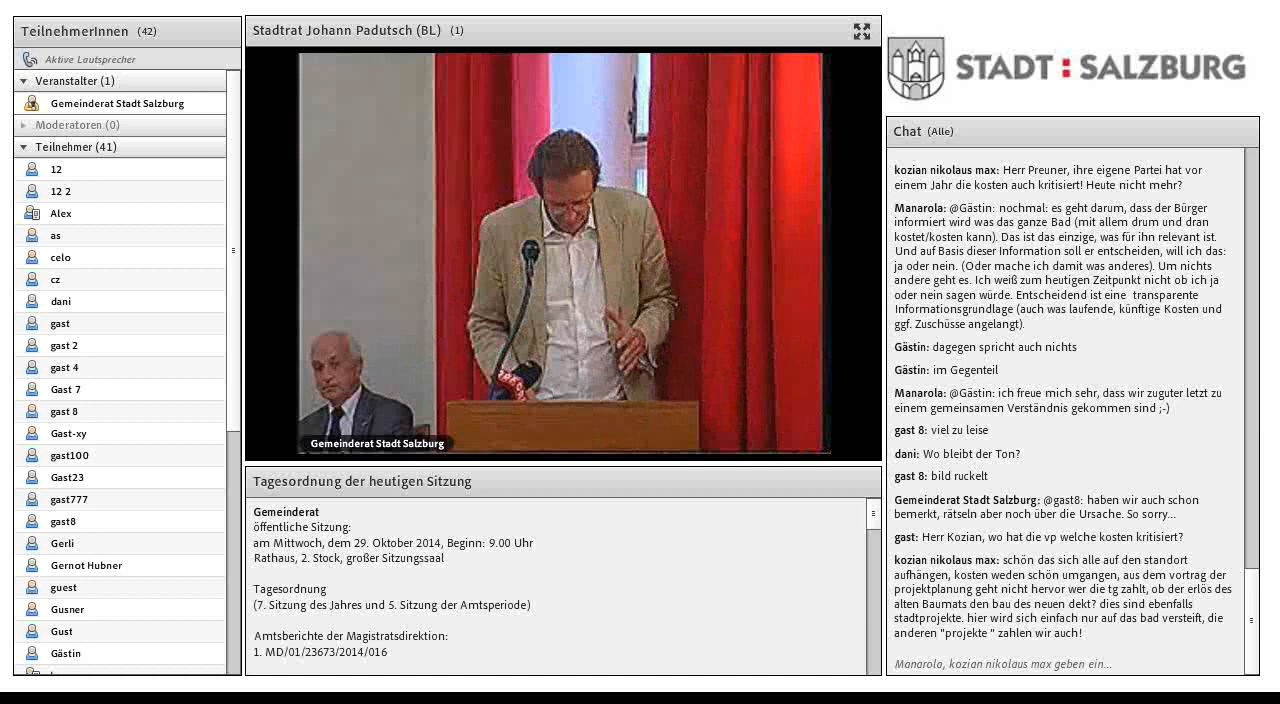 TeilnehmerInnen (42)
Aktive Lautsprecher
Veranstalter (1)
Gemeinderat Stadt Salzburg
Moderatoren (0)
Teilnehmer (41)
12
12 2
Alex
as
celo
cz
dani
gast
gast 2
gast 4
Gast 7
gast 8
Gast-xy
gast100
Gast23
gast777
gast8
Gerli
Gernot Hubner
guest
Gusner
Gust
Gästin
Stadtrat Johann Padutsch (BL) (1)
Gemeinderat Stadt Salzburg
Tagesordnung der heutigen Sitzung
Gemeinderat
öffentliche Sitzung:
am Mittwoch, dem 29. Oktober 2014, Beginn: 9.00 Uhr
Rathaus, 2. Stock, großer Sitzungssaal
Tagesordnung
(7. Sitzung des Jahres und 5. Sitzung der Amtsperiode)
Amtsberichte der Magistratsdirektion:
1. MD/01/23673/2014/016
STADT : SALZBURG
Chat (Alle)
kozian nikolaus max: Herr Preuner, ihre eigene Partei hat vor
einem Jahr die kosten auch kritisiert! Heute nicht mehr?
Manarola: @Gästin: nochmal: es geht darum, dass der Bürger
informiert wird was das ganze Bad (mit allem drum und dran
kostet/kosten kann). Das ist das einzige, was für ihn relevant ist.
Und auf Basis dieser Information soll er entscheiden, will ich das:
ja oder nein. (Oder mache ich damit was anderes). Um nichts
andere geht es. Ich weiß zum heutigen Zeitpunkt nicht ob ich ja
oder nein sagen würde. Entscheidend ist eine transparente
Informationsgrundlage (auch was laufende, künftige Kosten und
ggf. Zuschüsse angelangt).
Gästin: dagegen spricht auch nichts
Gästin: im Gegenteil
Manarola: @Gästin: ich freue mich sehr, dass wir zuguter letzt zu
einem gemeinsamen Verständnis gekommen sind ;-)
gast 8: viel zu leise
dani: Wo bleibt der Ton?
gast 8: bild ruckelt
Gemeinderat Stadt Salzburg: @gast8: haben wir auch schon
bemerkt, rätseln aber noch über die Ursache. So sorry...
gast: Herr Kozian, wo hat die vp welche kosten kritisiert?
kozian nikolaus max: schön das sich alle auf den standort
aufhängen, kosten weden schön umgangen, aus dem vortrag der
projektplanung geht nicht hervor wer die tg zahlt, ob der erlös des
alten Baumats den bau des neuen dekt? dies sind ebenfalls
stadtprojekte. hier wird sich einfach nur auf das bad versteift, die
anderen "projekte " zahlen wir auch!
Manarola, kozian nikolaus max geben ein...